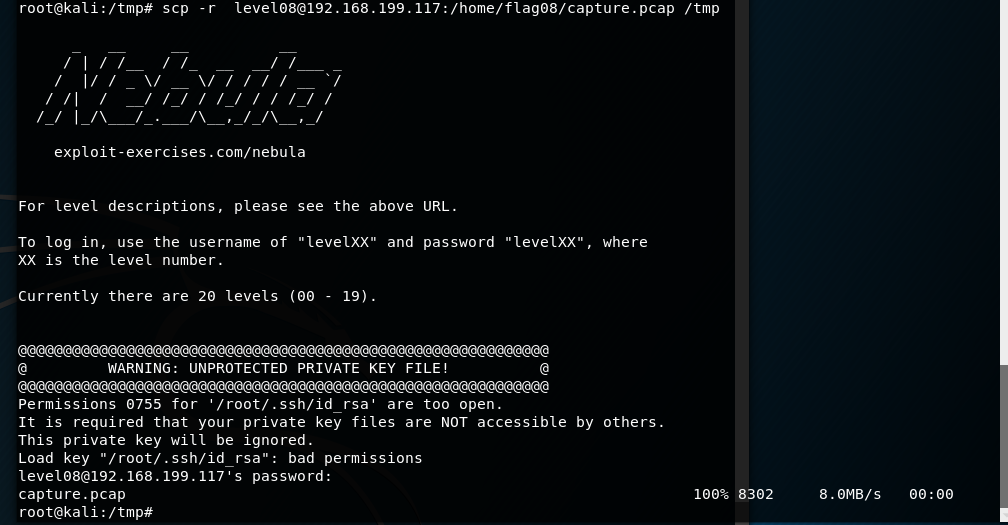 root@kali:/tmp# scp -r  level08@192.168.199.117:/home/flag08/capture.pcap /tmp
      _   __     __          __
     / | / /__  / /_  __  __/ /___ _
    /  |/ / _ \/ __ \/ / / / / __ `/
   / /|  /  __/ /_/ / /_/ / / /_/ /
  /_/ |_/\___/_.___/\__,_/_/\__,_/
    exploit-exercises.com/nebula
For level descriptions, please see the above URL.
To log in, use the username of "levelXX" and password "levelXX", where
XX is the level number.
Currently there are 20 levels (00 - 19).
@@@@@@@@@@@@@@@@@@@@@@@@@@@@@@@@@@@@@@@@@@@@@@@@@@@@@@@@@@@
@         WARNING: UNPROTECTED PRIVATE KEY FILE!          @
@@@@@@@@@@@@@@@@@@@@@@@@@@@@@@@@@@@@@@@@@@@@@@@@@@@@@@@@@@@
Permissions 0755 for '/root/.ssh/id_rsa' are too open.
It is required that your private key files are NOT accessible by others.
This private key will be ignored.
Load key "/root/.ssh/id_rsa": bad permissions
level08@192.168.199.117's password:
capture.pcap 100% 8302 8.0MB/s 00:00
root@kali:/tmp#